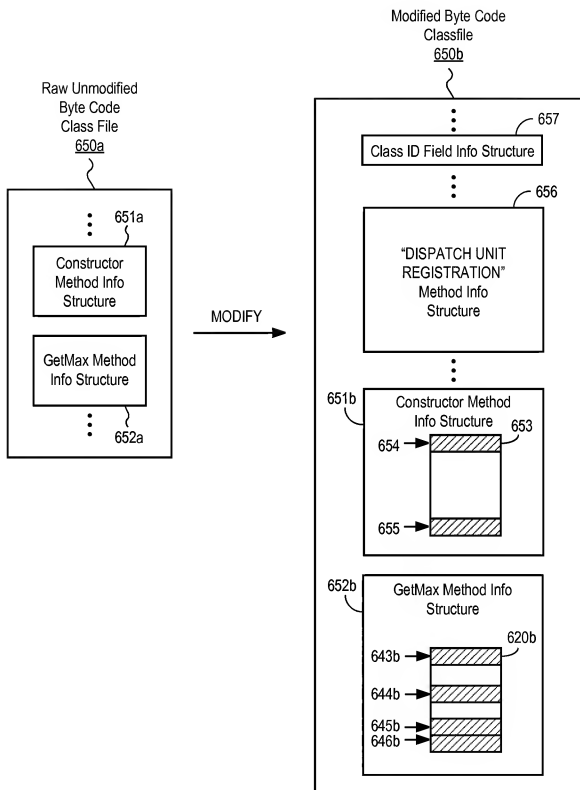 Raw Unmodified
Byte Code
Class File
650a
651a
Constructor
Method Info
Structure
GetMax Method
Info Structure
652a
MODIFY
Modified Byte Code
Classfile
650b
657
Class ID Field Info Structure
656
“DISPATCH UNIT
REGISTRATION”
Method Info
Structure
651b
Constructor Method
Info Structure
653
654
655
652b
GetMax Method Info
Structure
620b
643b
644b
645b
646b